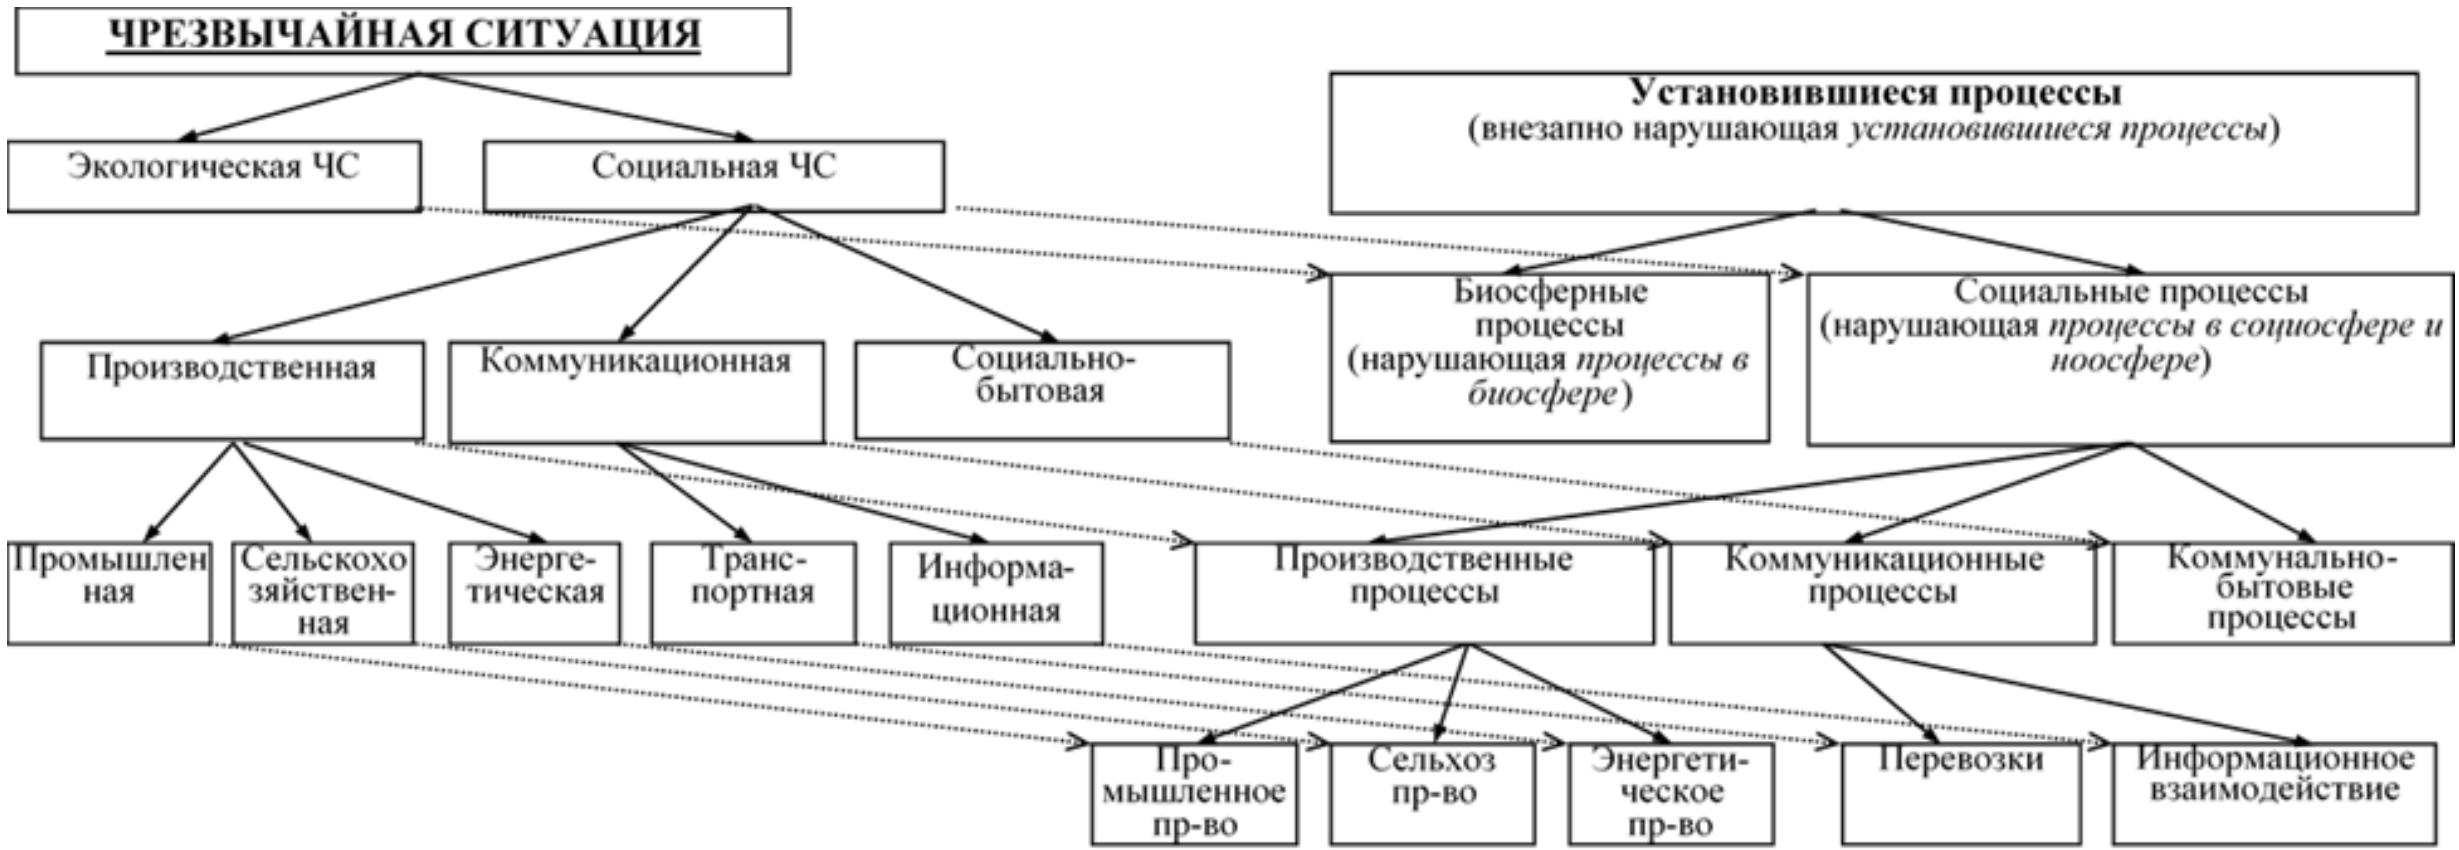 ЧРЕЗВЫЧАЙНАЯ СИТУАЦИЯ
Установившиеся процессы
(внезапно нарушающая установившиеся процессы)
Экологическая ЧС
Социальная ЧС
Биосферные
процессы
(нарушающая процессы в
биосфере)
Социальные процессы
(нарушающая процессы в социосфере и
ноосфере)
Производственная
Коммуникационная
Социально-
бытовая
Промышлен
ная
Сельскохо
зяйствен-
ная
Энерге-
тическая
Транс-
портная
Информа-
ционная
Производственные
процессы
Коммуникационные
процессы
Коммунально-
бытовые
процессы
Про-
мышленное
пр-во
Сельхоз
пр-во
Энергети-
ческое
пр-во
Перевозки
Информационное
взаимодействие